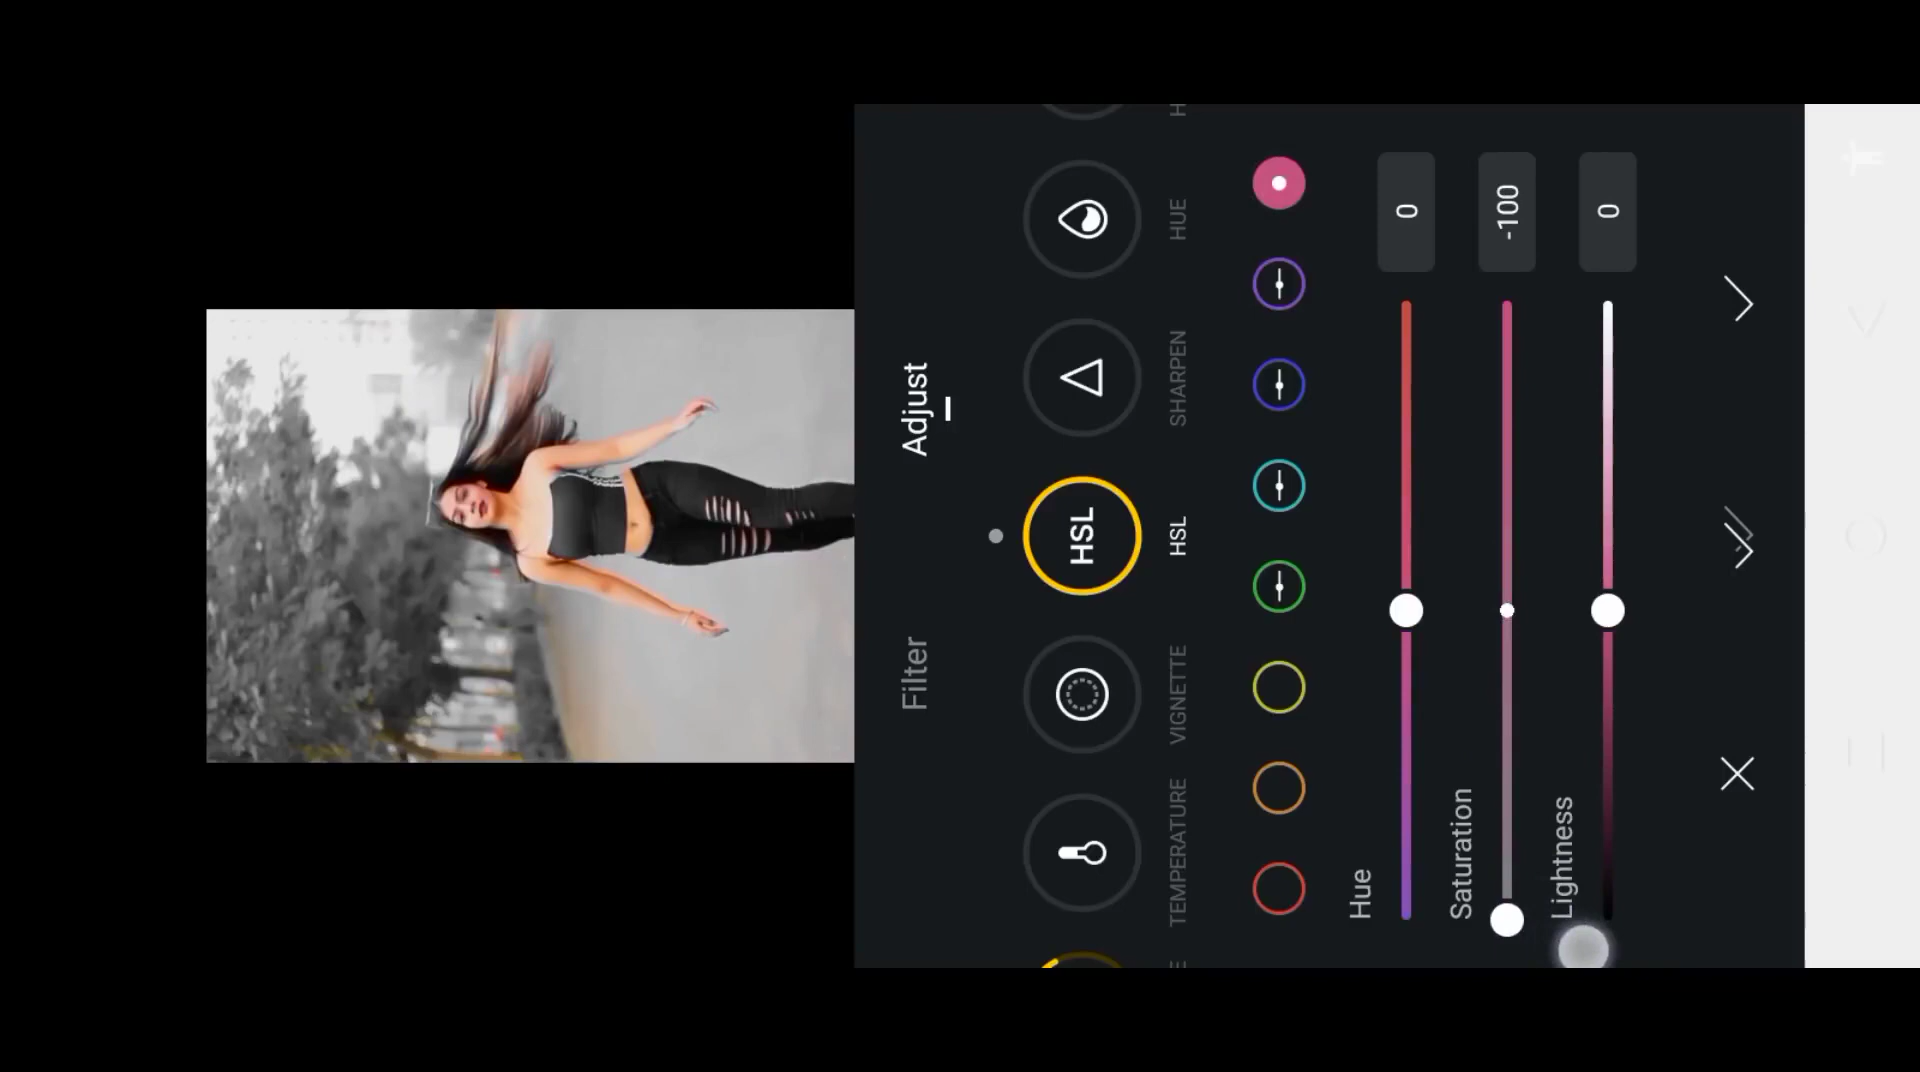 Filter
Adjust
TEMPERATURE
VIGNETTE
HSL
HSL
SHARPEN
HUE
Hue
0
Saturation
-100
Lightness
0